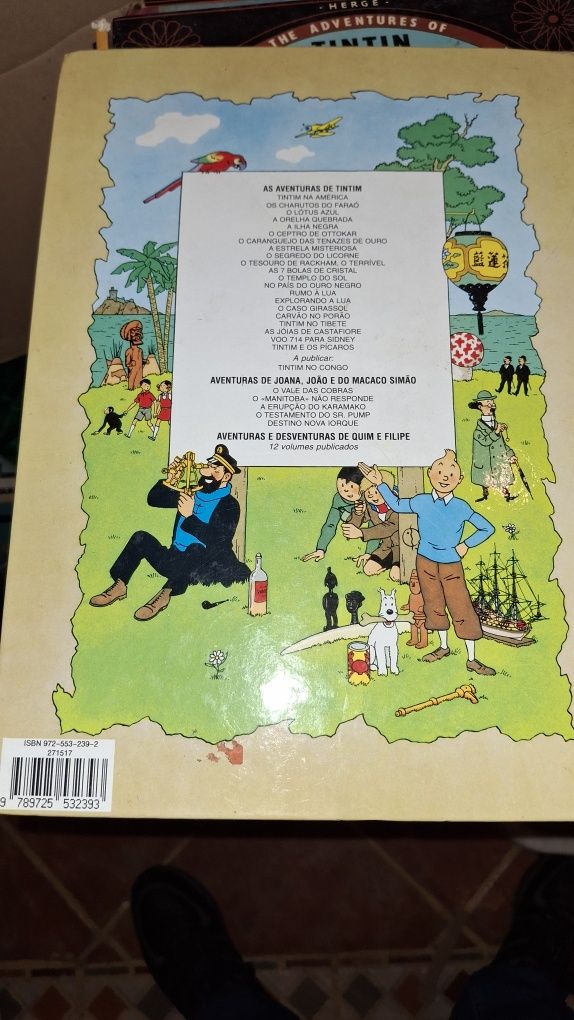 HERGÉ
THE ADVENTURES OF
TINTIN
AS AVENTURAS DE TINTIM
TINTIM NA AMÉRICA
OS CHARUTOS DO FARAÓ
O LÓTUS AZUL
A ORELHA QUEBRADA
A ILHA NEGRA
O CEPTRO DE OTTOKAR
O CARANGUEJO DAS TENAZES DE OURO
A ESTRELA MISTERIOSA
O SEGREDO DO LICORNE
O TESOURO DE RACKHAM, O TERRÍVEL
AS 7 BOLAS DE CRISTAL
O TEMPLO DO SOL
NO PAÍS DO OURO NEGRO
RUMO À LUA
EXPLORANDO A LUA
O CASO GIRASSOL
CARVÃO NO PORÃO
TINTIM NO TIBETE
AS JÓIAS DE CASTAFIORE
VOO 714 PARA SIDNEY
TINTIM E OS PÍCAROS
A publicar:
TINTIM NO CONGO
AVENTURAS DE JOANA, JOÃO E DO MACACO SIMÃO
O VALE DAS COBRAS
O «MANITOBA» NÃO RESPONDE
A ERUPÇÃO DO KARAMAKO
O TESTAMENTO DO SR. PUMP
DESTINO NOVA IORQUE
AVENTURAS E DESVENTURAS DE QUIM E FILIPE
12 volumes publicados
ISBN 972-553-239-2
271517
9 789725 532393